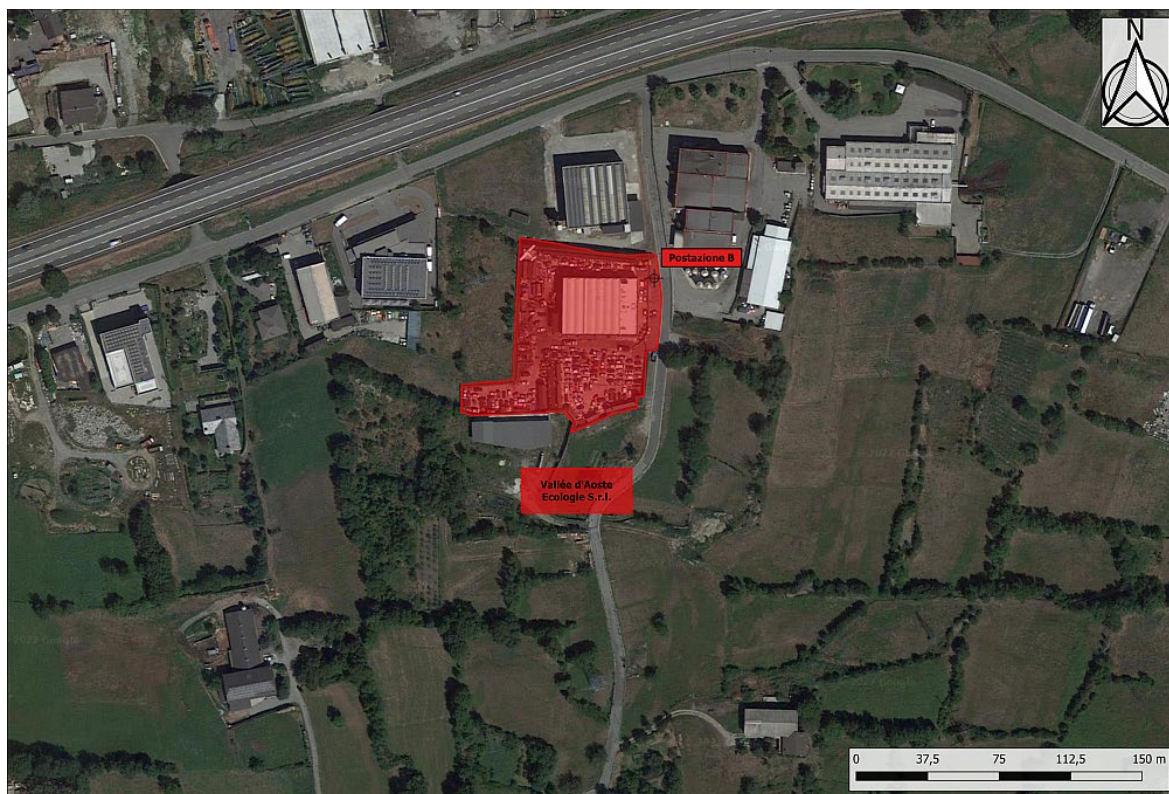 N
Postazione B
Vallée d'Aoste
Ecologie S.r.l.
0 37,5 75 112,5 150 m